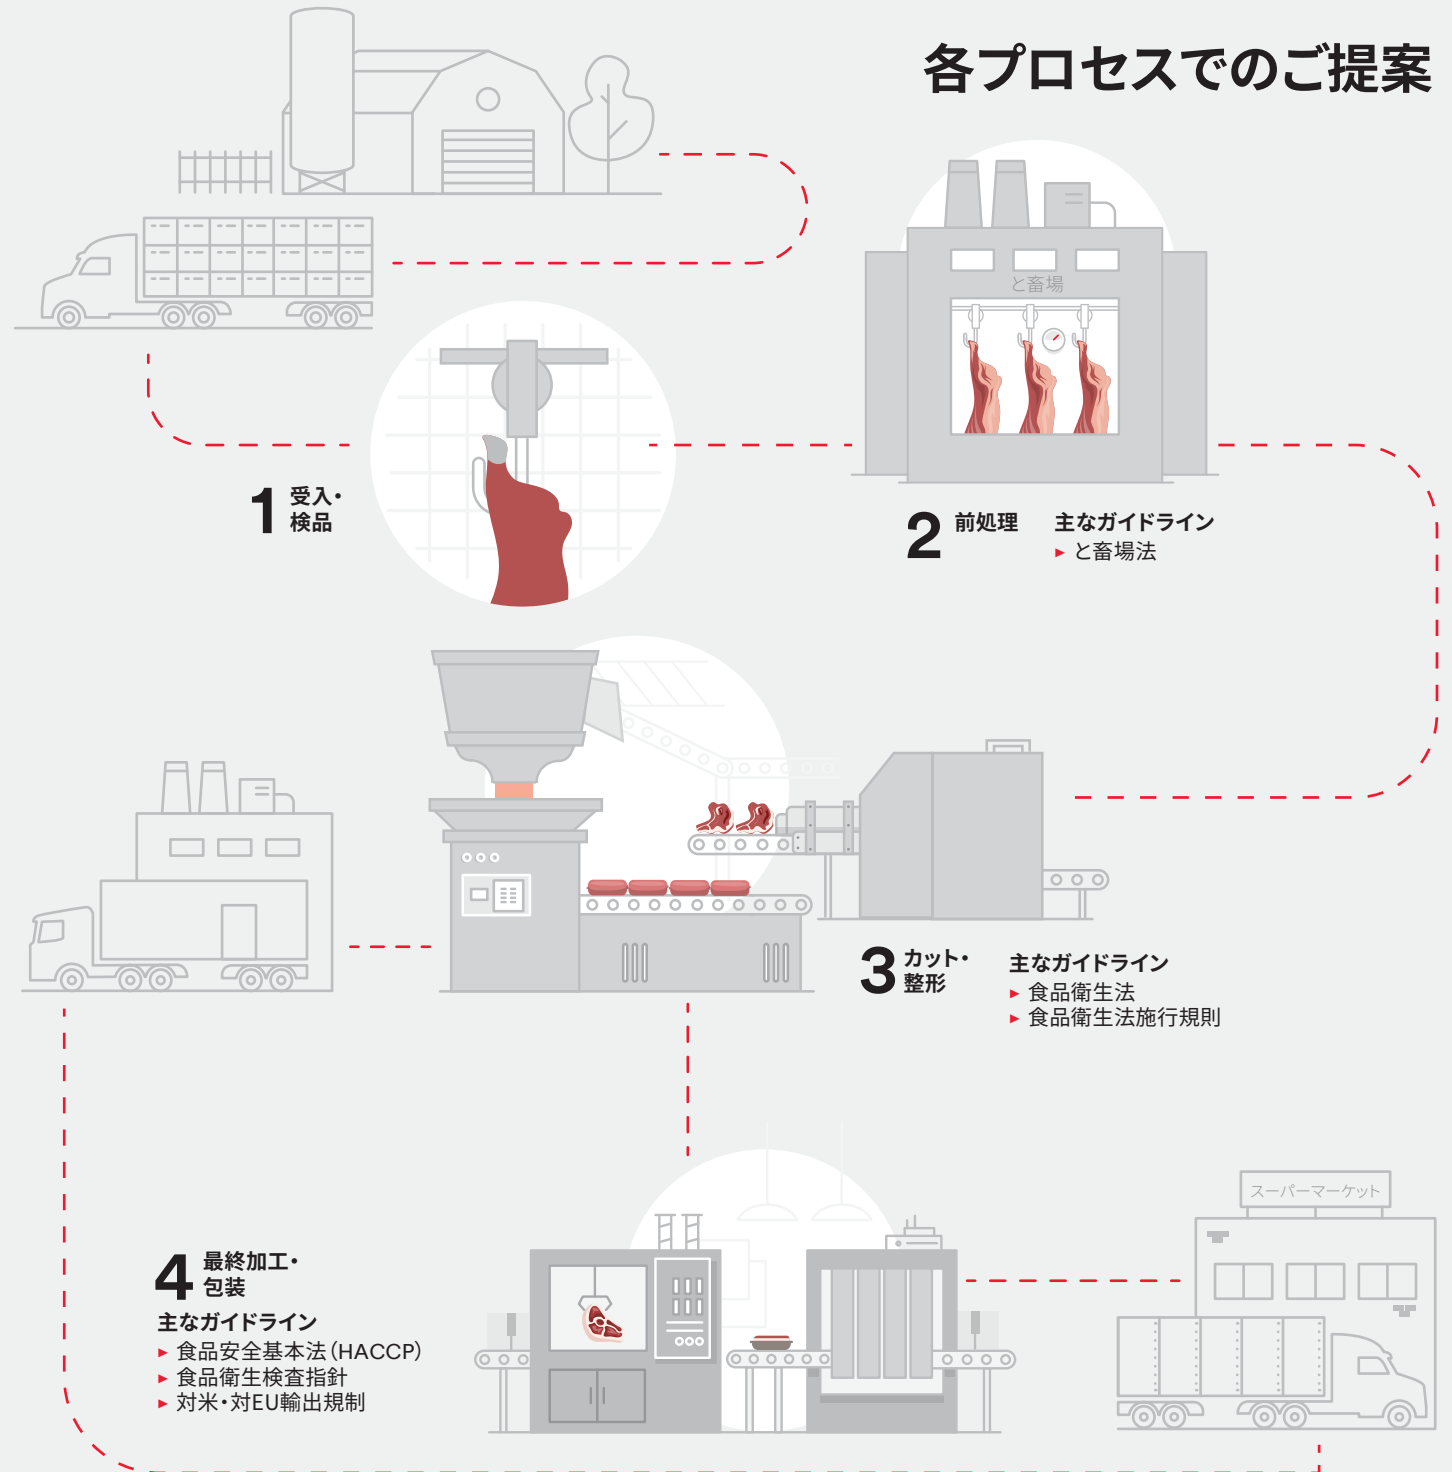 各プロセスでのご提案
と畜場
1 受入・
検品
2 前処理
主なガイドライン
▶ と畜場法
3 カット・
整形
主なガイドライン
▶ 食品衛生法
▶ 食品衛生法施行規則
スーパーマーケット
4 最終加工・
包装
主なガイドライン
▶ 食品安全基本法（HACCP）
▶ 食品衛生検査指針
▶ 対米・対EU輸出規制